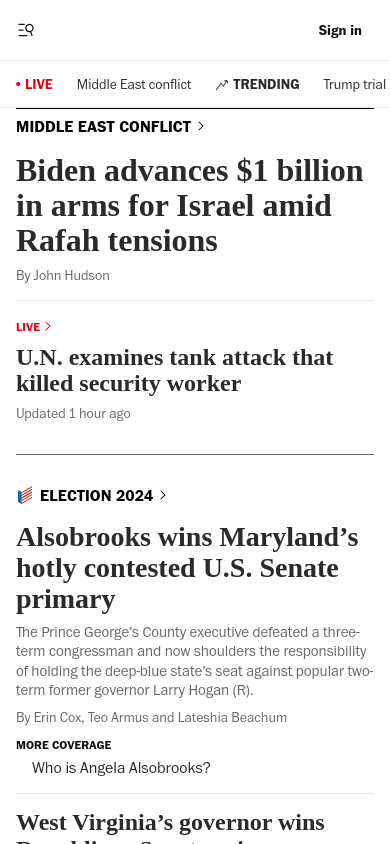 Sign in
LIVE Middle East conflict TRENDING Trump trial
MIDDLE EAST CONFLICT
Biden advances $1 billion
in arms for Israel amid
Rafah tensions
By John Hudson
LIVE
U.N. examines tank attack that
killed security worker
Updated 1 hour ago
ELECTION 2024
Alsobrooks wins Maryland’s
hotly contested U.S. Senate
primary
The Prince George’s County executive defeated a three-
term congressman and now shoulders the responsibility
of holding the deep-blue state’s seat against popular two-
term former governor Larry Hogan (R).
By Erin Cox, Teo Armus and Lateshia Beachum
MORE COVERAGE
Who is Angela Alsobrooks?
West Virginia’s governor wins